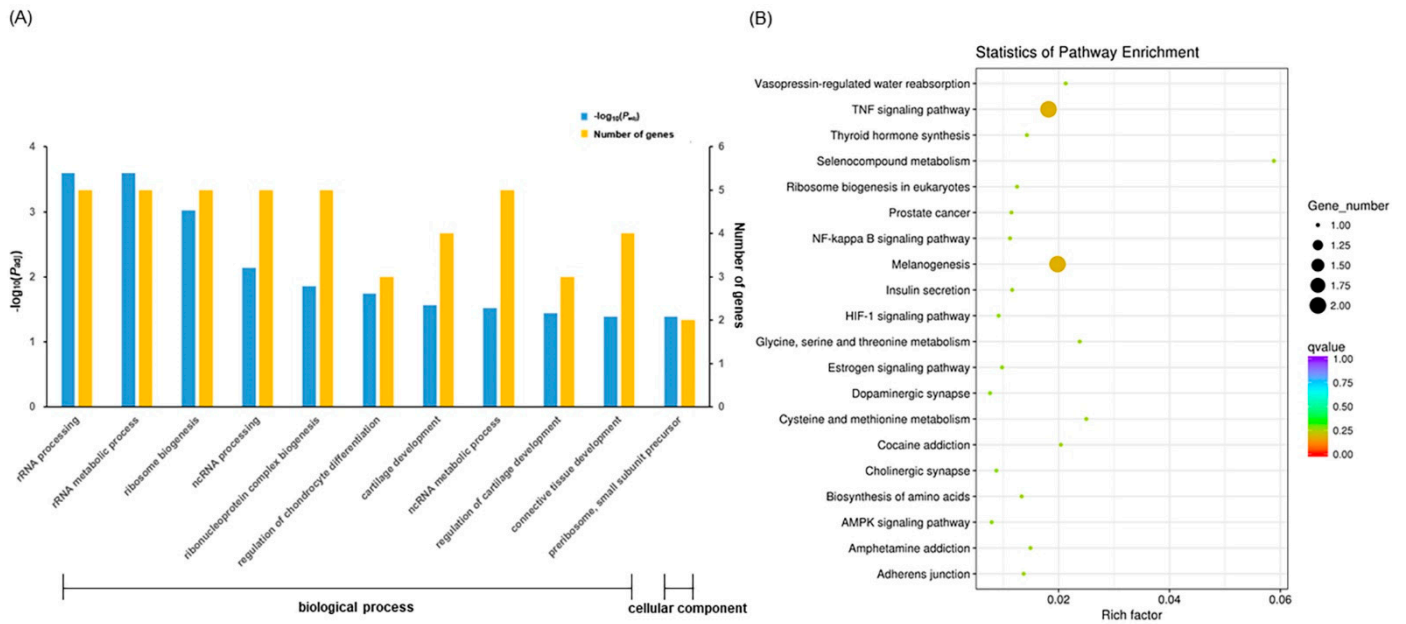 (A)
-log₁₀(Padj)
Number of genes
4
3
2
1
0
-log₁₀(Padj)
6
5
4
3
2
1
0
Number of genes
rRNA processing
rRNA metabolic process
ribosome biogenesis
ncRNA processing
ribonucleoprotein complex biogenesis
regulation of chondrocyte differentiation
cartilage development
ncRNA metabolic process
regulation of cartilage development
connective tissue development
preribosome, small subunit precursor
biological process
cellular component
(B)
Statistics of Pathway Enrichment
Vasopressin-regulated water reabsorption
TNF signaling pathway
Thyroid hormone synthesis
Selenocompound metabolism
Ribosome biogenesis in eukaryotes
Prostate cancer
NF-kappa B signaling pathway
Melanogenesis
Insulin secretion
HIF-1 signaling pathway
Glycine, serine and threonine metabolism
Estrogen signaling pathway
Dopaminergic synapse
Cysteine and methionine metabolism
Cocaine addiction
Cholinergic synapse
Biosynthesis of amino acids
AMPK signaling pathway
Amphetamine addiction
Adherens junction
0.02
0.04
0.06
Rich factor
Gene_number
1.00
1.25
1.50
1.75
2.00
qvalue
1.00
0.75
0.50
0.25
0.00